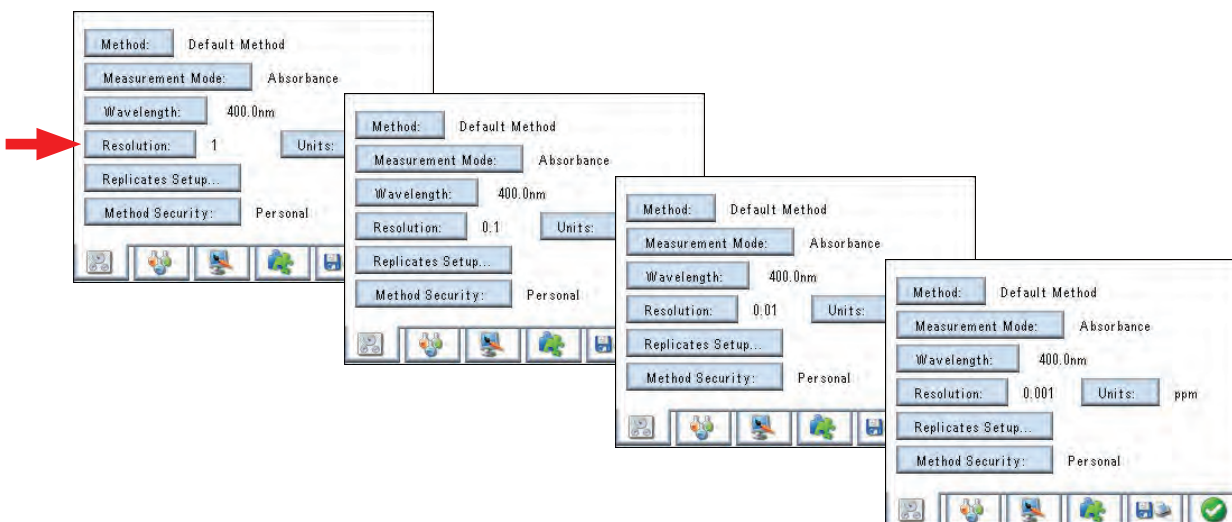 Method: Default Method
Measurement Mode: Absorbance
Wavelength: 400.0nm
Resolution: 1 Units:
Replicates Setup...
Method Security: Personal
Method: Default Method
Measurement Mode: Absorbance
Wavelength: 400.0nm
Resolution: 0.1 Units:
Replicates Setup...
Method Security: Personal
Method: Default Method
Measurement Mode: Absorbance
Wavelength: 400.0nm
Resolution: 0.01 Units:
Replicates Setup...
Method Security: Personal
Method: Default Method
Measurement Mode: Absorbance
Wavelength: 400.0nm
Resolution: 0.001 Units: ppm
Replicates Setup...
Method Security: Personal